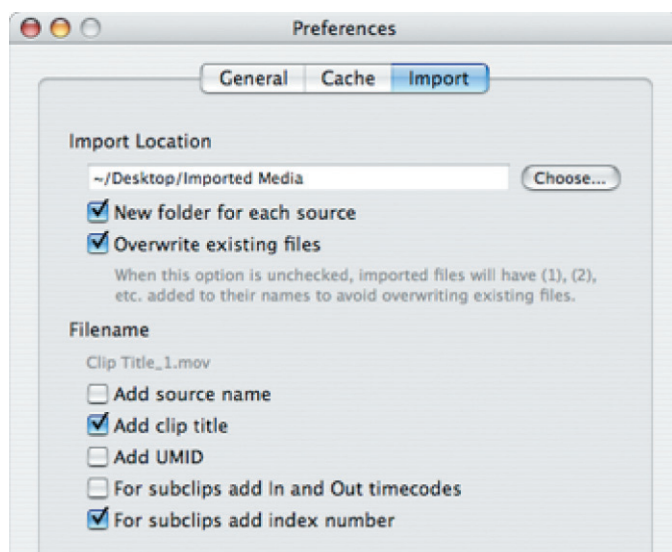 Preferences
General Cache Import
Import Location
~/Desktop/Imported Media Choose...
New folder for each source
Overwrite existing files
When this option is unchecked, imported files will have (1), (2),
etc. added to their names to avoid overwriting existing files.
Filename
Clip Title_1.mov
Add source name
Add clip title
Add UMID
For subclips add In and Out timecodes
For subclips add index number